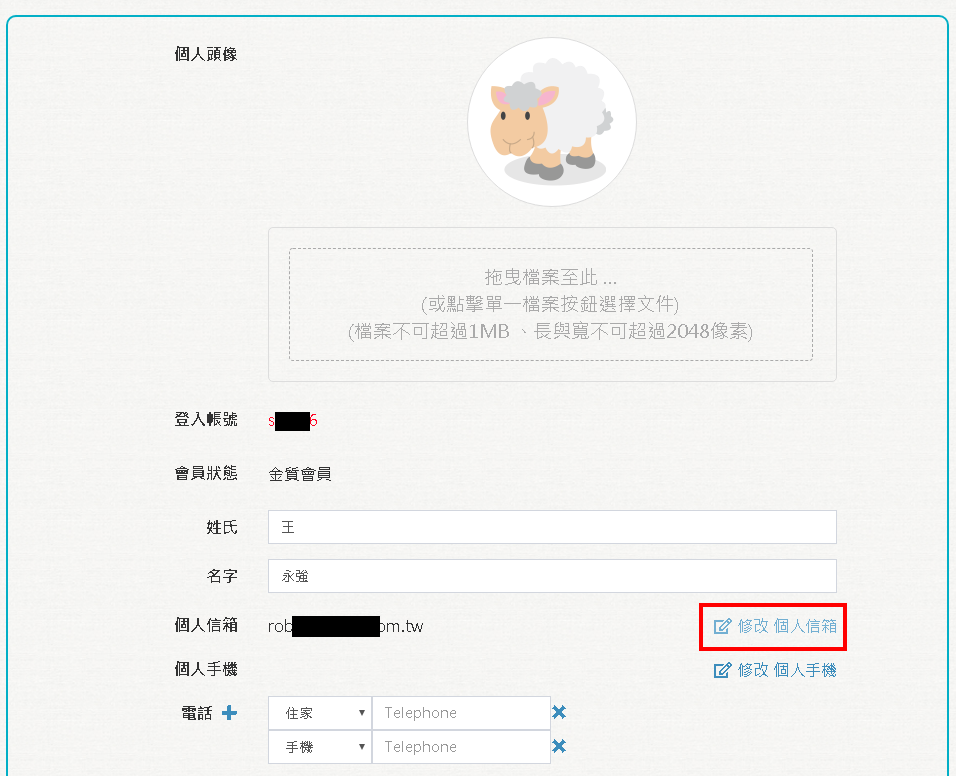 個人頭像
拖曳檔案至此 ...
(或點擊單一檔案按鈕選擇文件)
(檔案不可超過1MB 、長與寬不可超過2048像素)
登入帳號 s 6
會員狀態 金質會員
姓氏 王
名字 永強
個人信箱 rob om.tw 修改 個人信箱
個人手機 修改 個人手機
電話 住家 Telephone
手機 Telephone